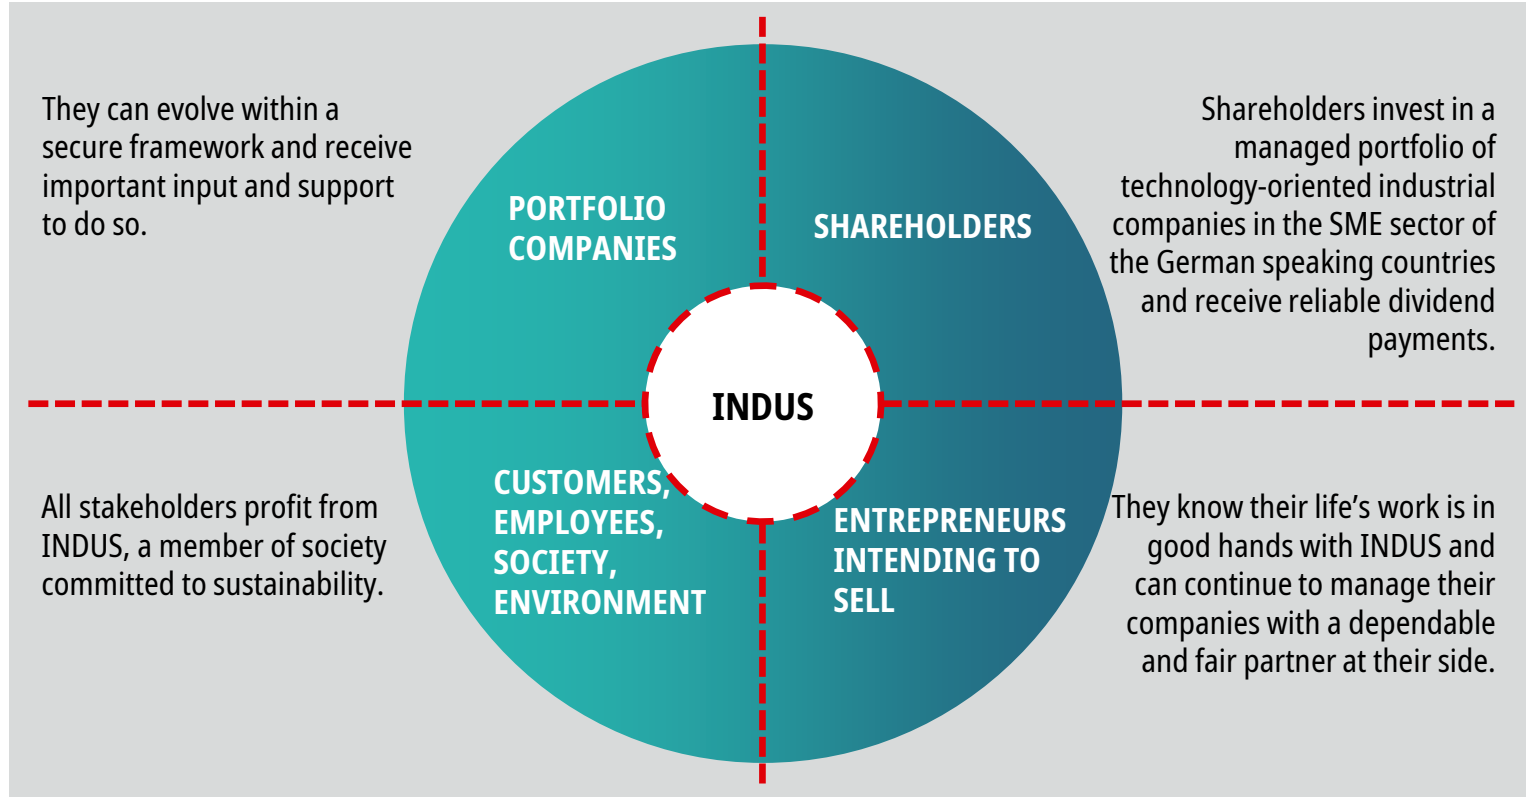 They can evolve within a
secure framework and receive
important input and support
to do so.
PORTFOLIO
COMPANIES
SHAREHOLDERS
Shareholders invest in a
managed portfolio of
technology-oriented industrial
companies in the SME sector of
the German speaking countries
and receive reliable dividend
payments.
INDUS
All stakeholders profit from
INDUS, a member of society
committed to sustainability.
CUSTOMERS,
EMPLOYEES,
SOCIETY,
ENVIRONMENT
ENTREPRENEURS
INTENDING TO
SELL
They know their life’s work is in
good hands with INDUS and
can continue to manage their
companies with a dependable
and fair partner at their side.